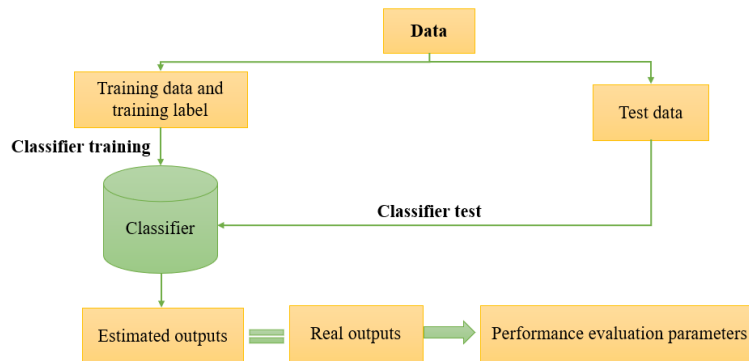 Data
Training data and
training label
Test data
Classifier training
Classifier test
Classifier
Estimated outputs
Real outputs
Performance evaluation parameters